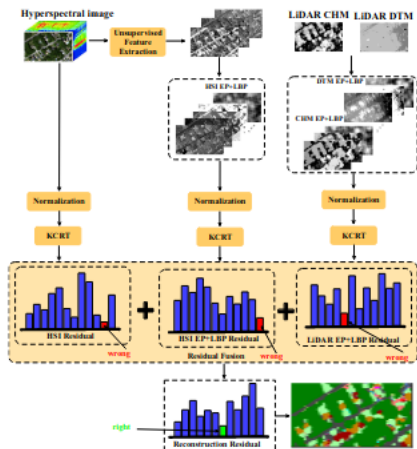 Hyperspectral image
LiDAR CHM
LiDAR DTM
Unsupervised
Feature
Extraction
HSI EP+LBP
DTM EP+LBP
CHM EP+LBP
Normalization
Normalization
Normalization
KCRT
KCRT
KCRT
HSI Residual
wrong
HSI EP+LBP Residual
wrong
LiDAR EP+LBP Residual
wrong
Residual Fusion
right
Reconstruction Residual